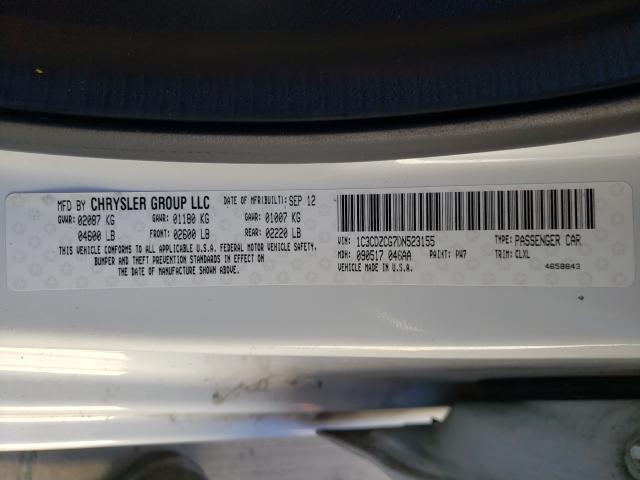 MFD BY CHRYSLER GROUP LLC DATE OF MFR(BUILT): SEP 12
GVWR: 02087 KG GAWR: 01180 KG GAWR: 01007 KG
04600 LB FRONT: 02600 LB REAR: 02220 LB
THIS VEHICLE CONFORMS TO ALL APPLICABLE U.S.A. FEDERAL MOTOR VEHICLE SAFETY,
BUMPER AND THEFT PREVENTION STANDARDS IN EFFECT ON
THE DATE OF MANUFACTURE SHOWN ABOVE.
VIN: 1C3CDZCG7DN523155 TYPE: PASSENGER CAR
MDH: 090517 046AA PAINT: PW7 TRIM: CLXL
VEHICLE MADE IN U.S.A. 4658843